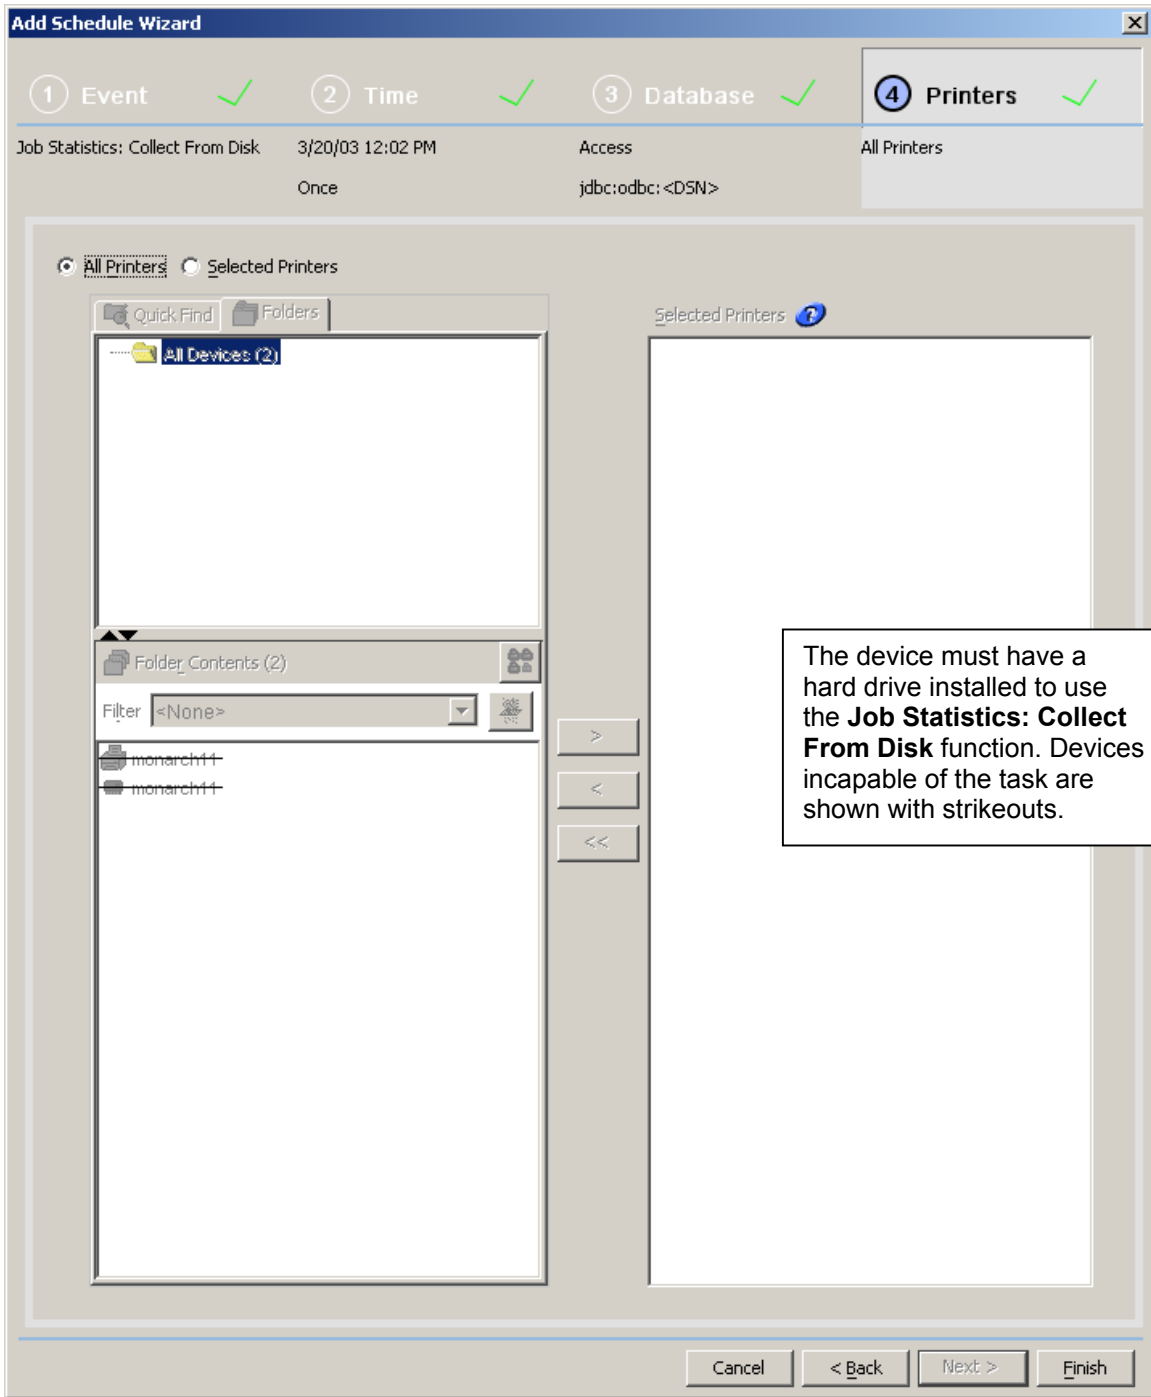 Add Schedule Wizard
1 Event 2 Time 3 Database 4 Printers
Job Statistics: Collect From Disk 3/20/03 12:02 PM Access All Printers
Once jdbc:odbc:<DSN>
All Printers Selected Printers
Quick Find Folders
Selected Printers ?
All Devices (2)
Folder Contents (2)
Filter <None>
monarch11
monarch11
>
<
<<
The device must have a
hard drive installed to use
the Job Statistics: Collect
From Disk function. Devices
incapable of the task are
shown with strikeouts.
Cancel < Back Next > Finish